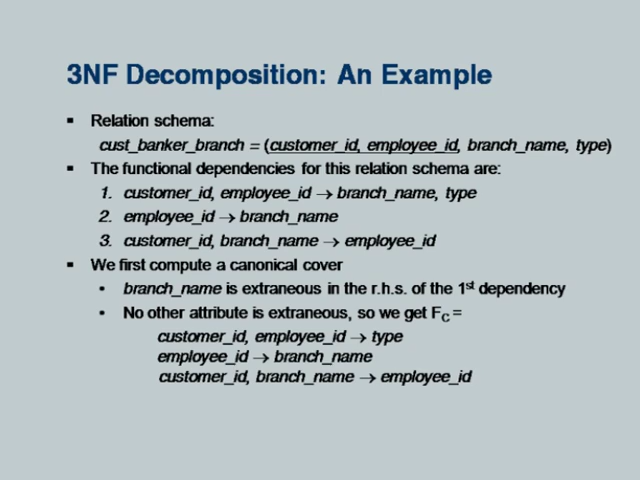 3NF Decomposition: An Example
▪ Relation schema:
cust_banker_branch = (customer_id, employee_id, branch_name, type)
▪ The functional dependencies for this relation schema are:
1. customer_id, employee_id → branch_name, type
2. employee_id → branch_name
3. customer_id, branch_name → employee_id
▪ We first compute a canonical cover
• branch_name is extraneous in the r.h.s. of the 1st dependency
• No other attribute is extraneous, so we get FC =
customer_id, employee_id → type
employee_id → branch_name
customer_id, branch_name → employee_id